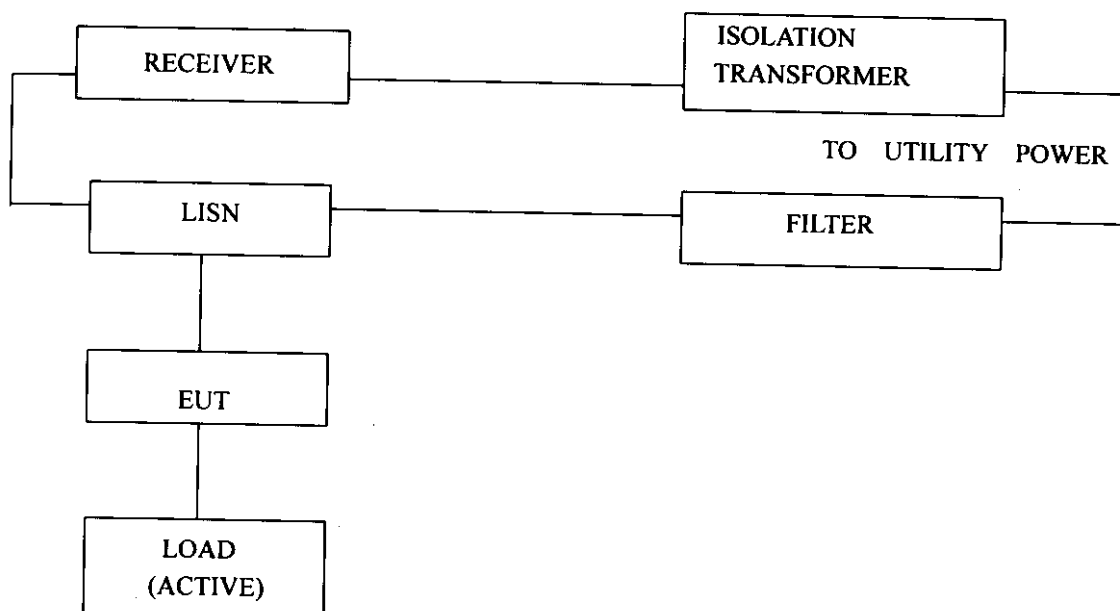 RECEIVER
ISOLATION
TRANSFORMER
TO UTILITY POWER
LISN
FILTER
EUT
LOAD
(ACTIVE)